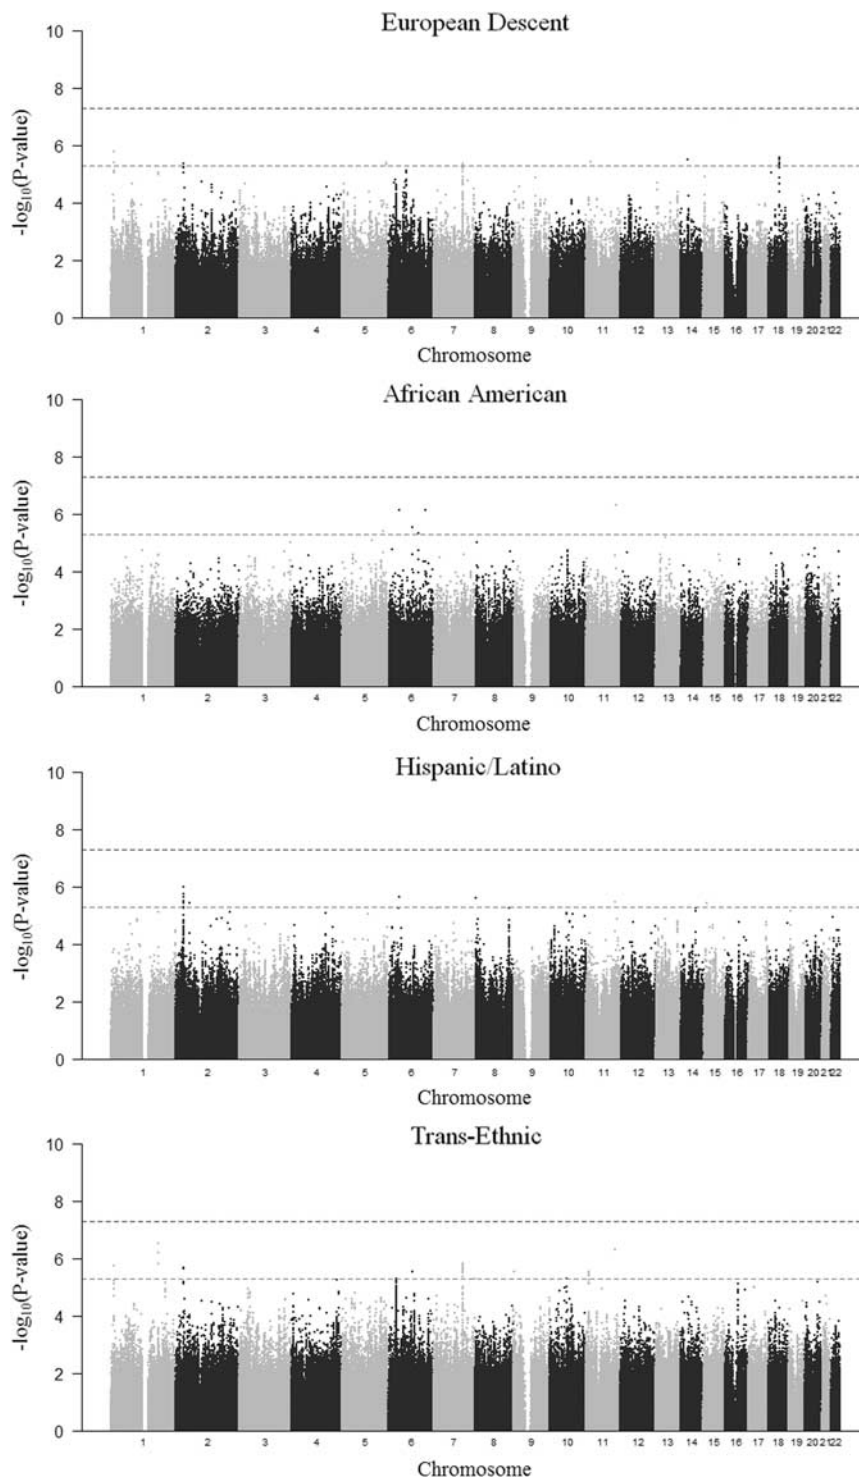 European Descent
10
8
6
4
2
0
-log10(P-value)
1 2 3 4 5 6 7 8 9 10 11 12 13 14 15 16 17 18 19 20 21 22
Chromosome
African American
10
8
6
4
2
0
-log10(P-value)
1 2 3 4 5 6 7 8 9 10 11 12 13 14 15 16 17 18 19 20 21 22
Chromosome
Hispanic/Latino
10
8
6
4
2
0
-log10(P-value)
1 2 3 4 5 6 7 8 9 10 11 12 13 14 15 16 17 18 19 20 21 22
Chromosome
Trans-Ethnic
10
8
6
4
2
0
-log10(P-value)
1 2 3 4 5 6 7 8 9 10 11 12 13 14 15 16 17 18 19 20 21 22
Chromosome